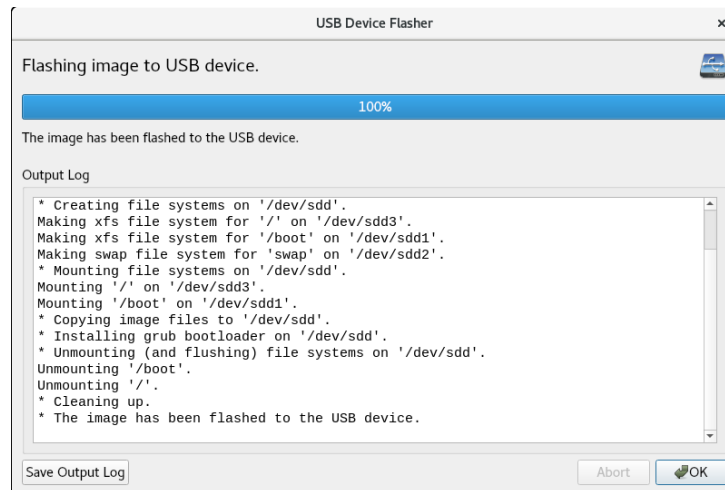 USB Device Flasher
Flashing image to USB device.
100%
The image has been flashed to the USB device.
Output Log
* Creating file systems on '/dev/sdd'.
Making xfs file system for '/' on '/dev/sdd3'.
Making xfs file system for '/boot' on '/dev/sdd1'.
Making swap file system for 'swap' on '/dev/sdd2'.
* Mounting file systems on '/dev/sdd'.
Mounting '/' on '/dev/sdd3'.
Mounting '/boot' on '/dev/sdd1'.
* Copying image files to '/dev/sdd'.
* Installing grub bootloader on '/dev/sdd'.
* Unmounting (and flushing) file systems on '/dev/sdd'.
Unmounting '/boot'.
Unmounting '/'.
* Cleaning up.
* The image has been flashed to the USB device.
Save Output Log
Abort
OK